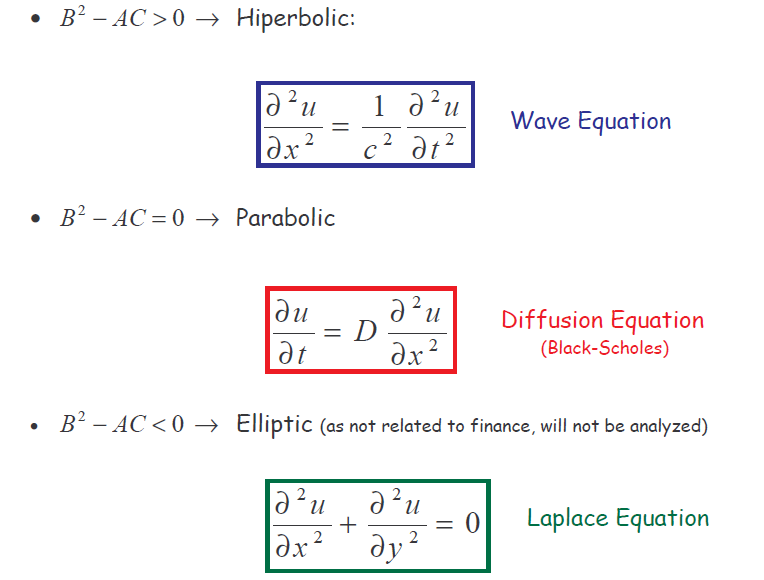 • B² – AC > 0 → Hiperbolic:
∂²u/∂x² = 1/c² ∂²u/∂t² Wave Equation
• B² – AC = 0 → Parabolic
∂u/∂t = D ∂²u/∂x² Diffusion Equation
(Black-Scholes)
• B² – AC < 0 → Elliptic (as not related to finance, will not be analyzed)
∂²u/∂x² + ∂²u/∂y² = 0 Laplace Equation